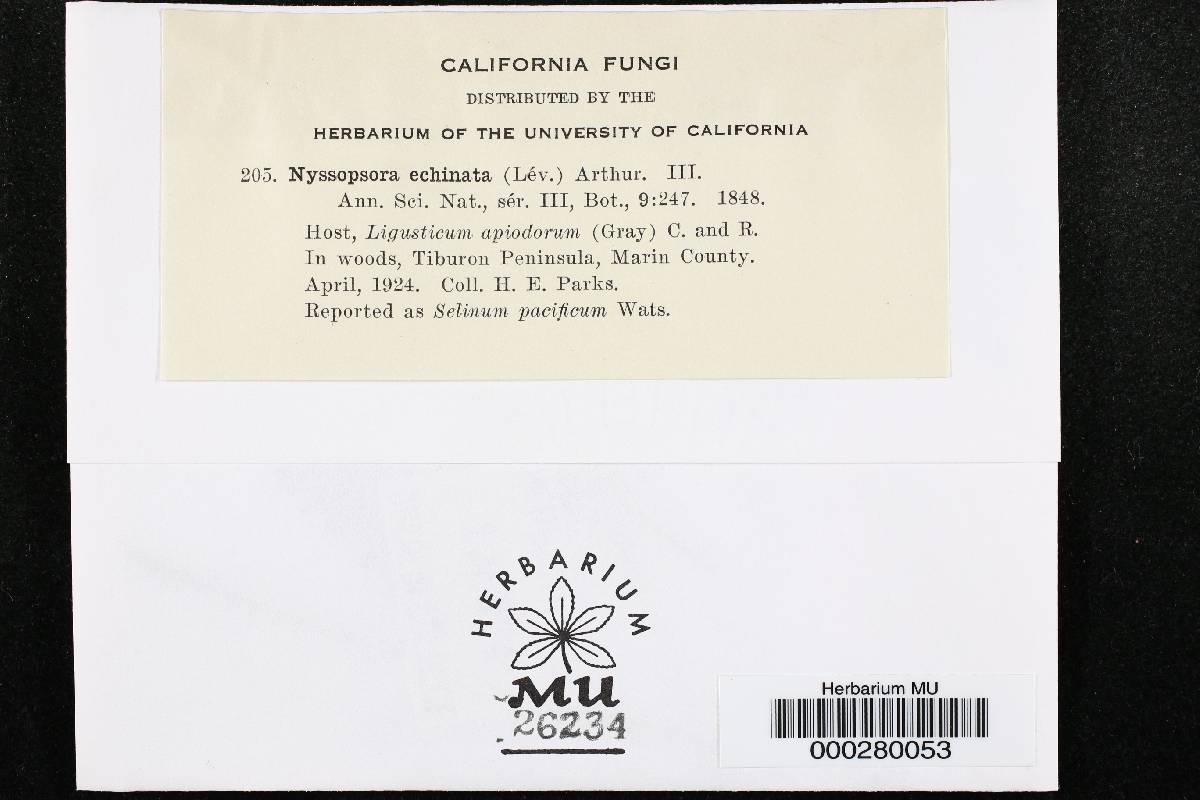 CALIFORNIA FUNGI
DISTRIBUTED BY THE
HERBARIUM OF THE UNIVERSITY OF CALIFORNIA
205. Nyssopsora echinata (Lév.) Arthur. III.
Ann. Sci. Nat., sér. III, Bot., 9:247. 1848.
Host, Ligusticum apiodorum (Gray) C. and R.
In woods, Tiburon Peninsula, Marin County.
April, 1924. Coll. H. E. Parks.
Reported as Selinum pacificum Wats.
HERBARIUM
MU
26234
Herbarium MU
000280053